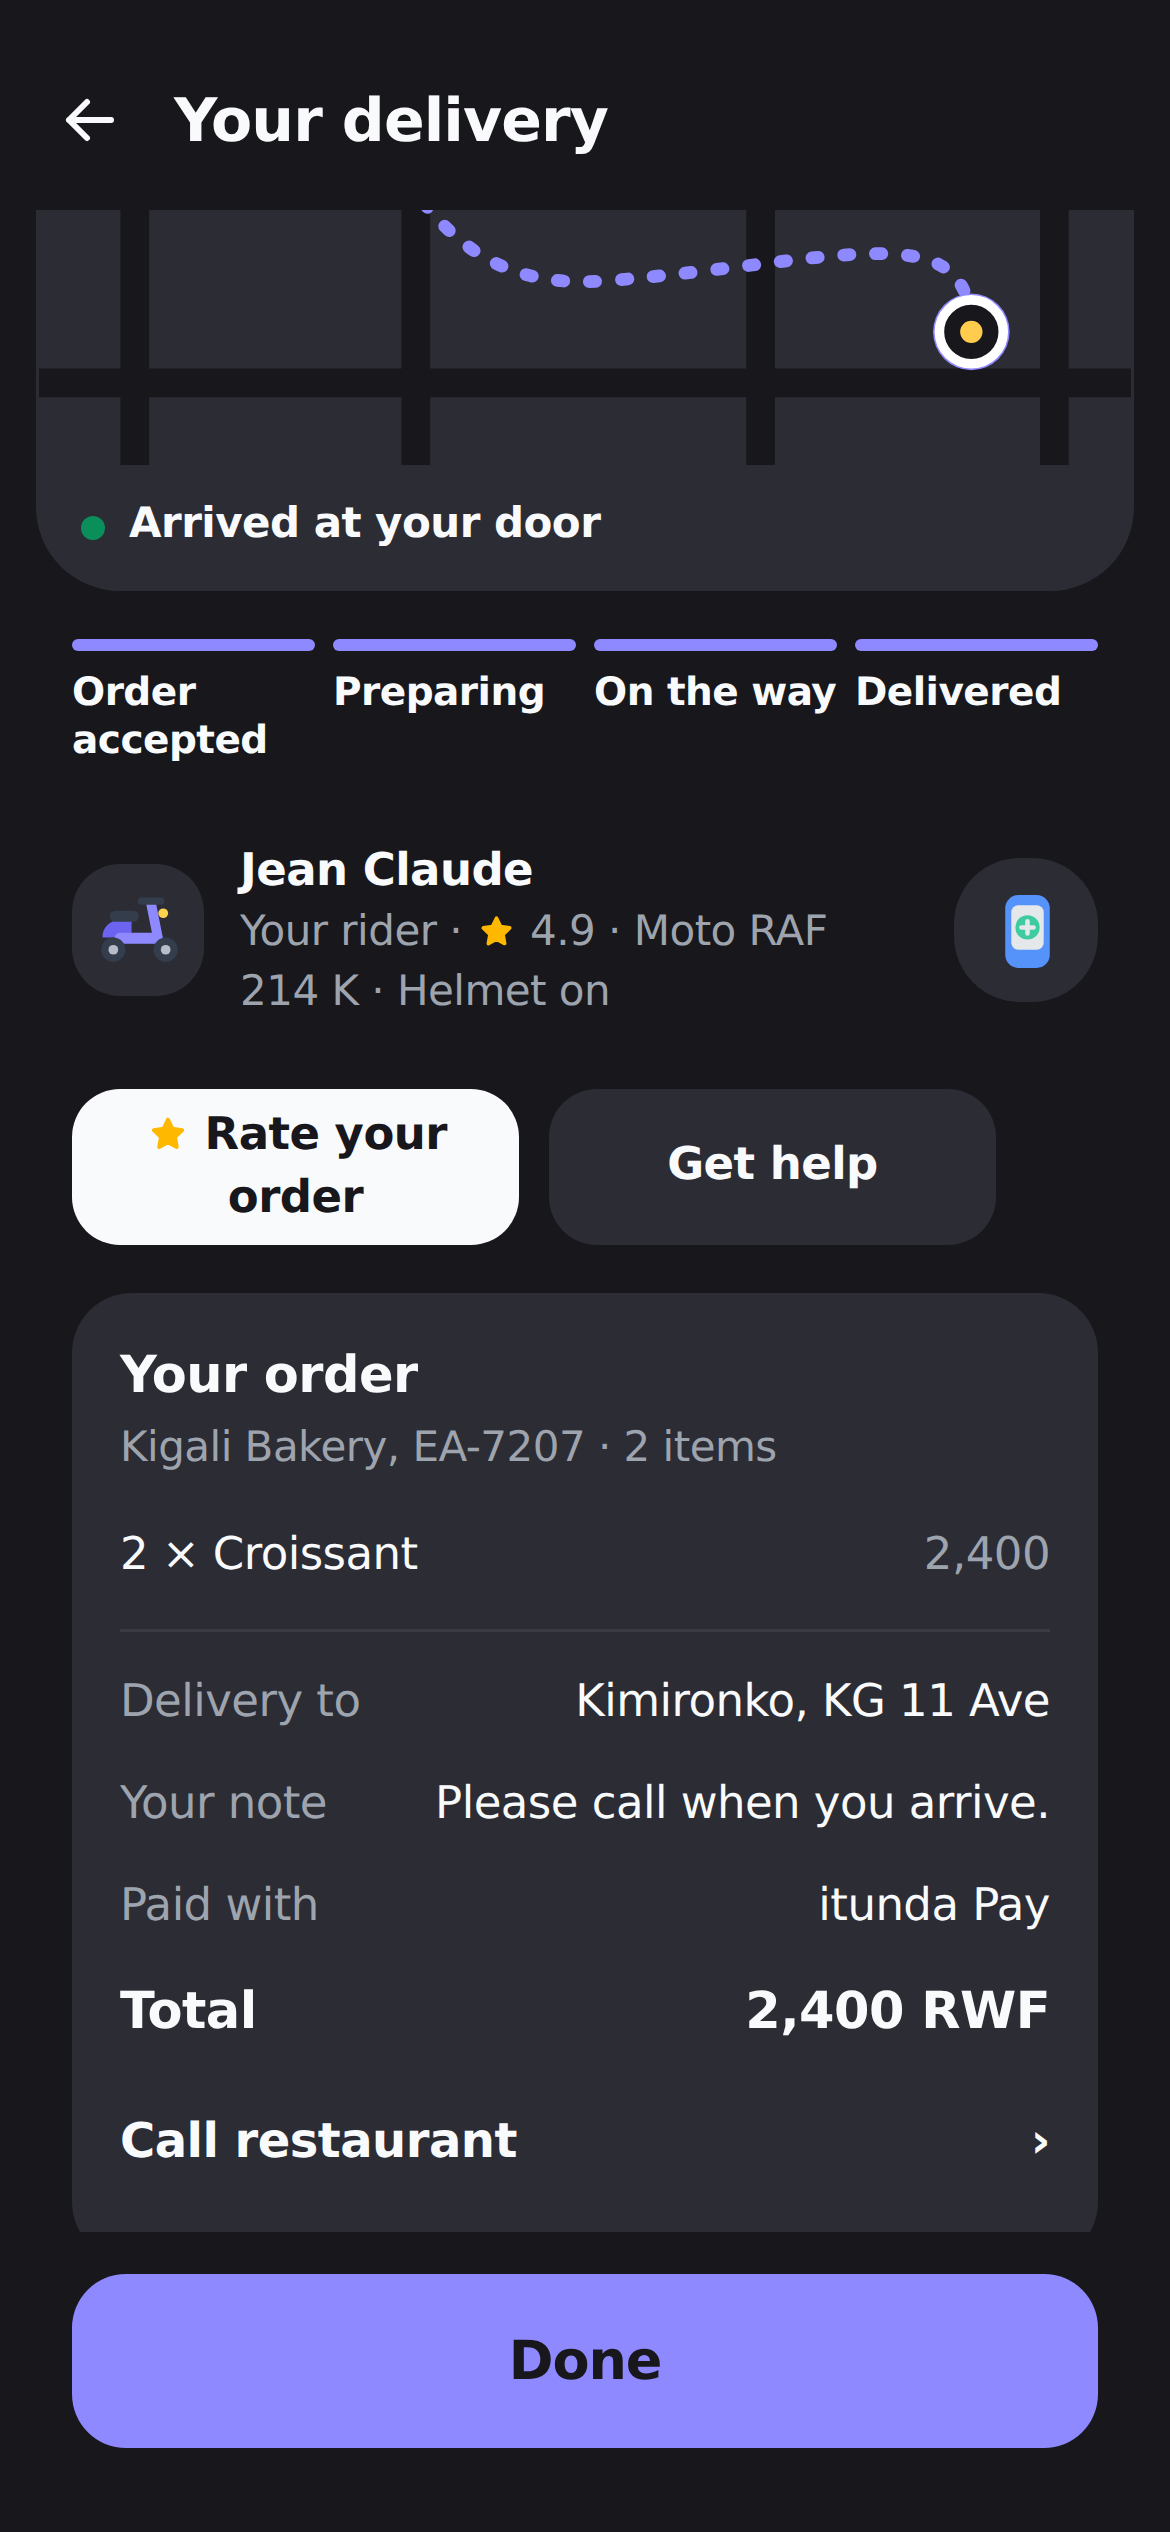 Your delivery
Arrived at your door
Order accepted
Preparing
On the way
Delivered
Jean Claude
Your rider · ⭐ 4.9 · Moto RAF
214 K · Helmet on
⭐ Rate your
order
Get help
Your order
Kigali Bakery, EA-7207 · 2 items
2 × Croissant 2,400
Delivery to Kimironko, KG 11 Ave
Your note Please call when you arrive.
Paid with itunda Pay
Total 2,400 RWF
Call restaurant ›
Done